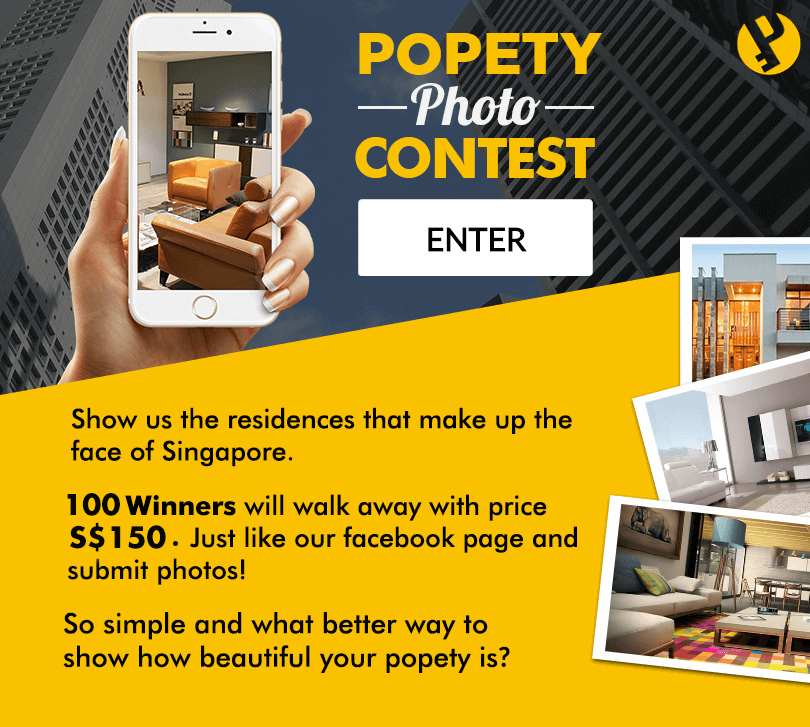 POPETY
Photo
CONTEST
ENTER
Show us the residences that make up the
face of Singapore.
100 Winners will walk away with price
S$150. Just like our facebook page and
submit photos!
So simple and what better way to
show how beautiful your popety is?